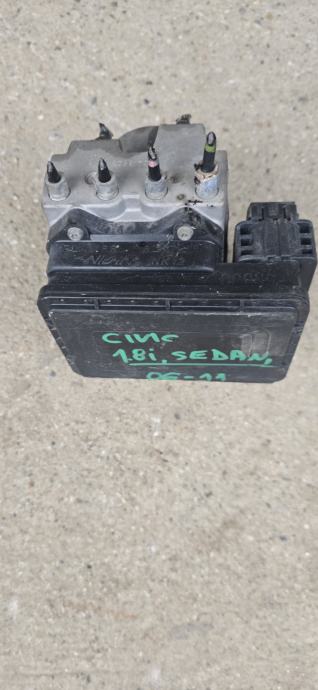 CIVIC
1.8i, SEDAN,
06-11